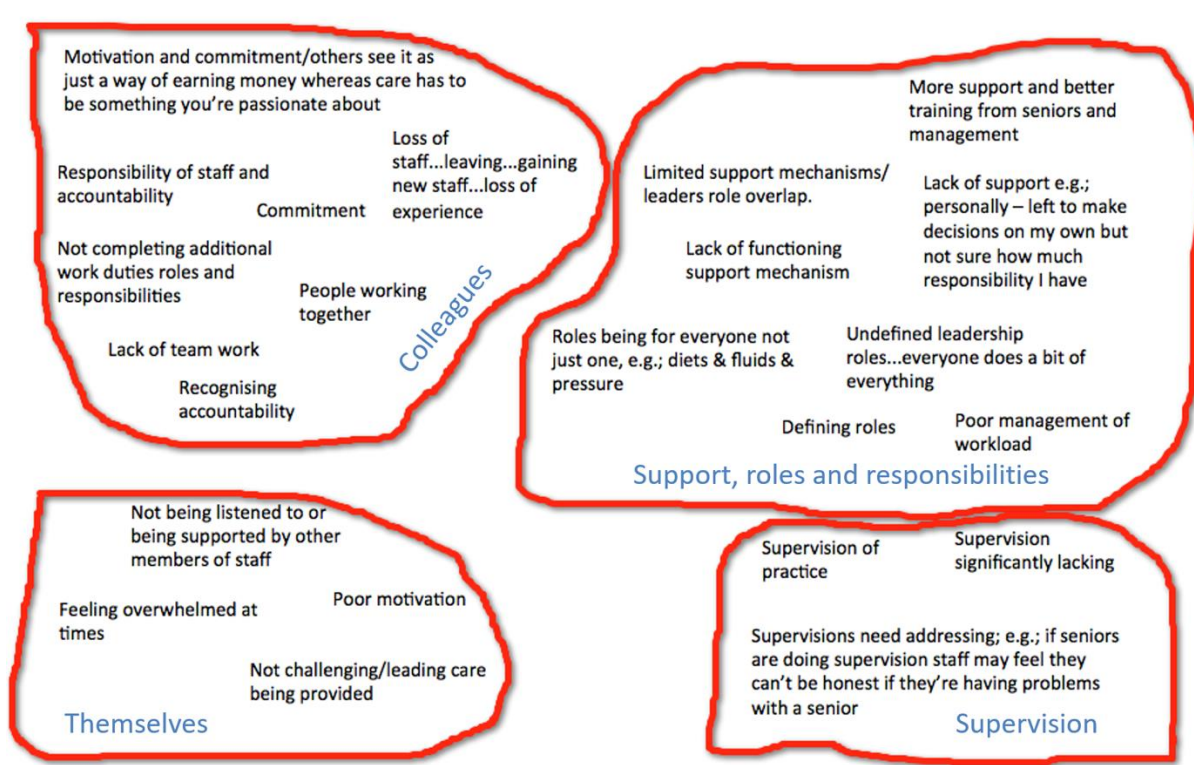 Motivation and commitment/others see it as
just a way of earning money whereas care has to
be something you're passionate about
Loss of
staff...leaving...gaining
new staff...loss of
experience
Responsibility of staff and
accountability
Commitment
Not completing additional
work duties roles and
responsibilities
People working
together
Lack of team work
Recognising
accountability
Colleagues
More support and better
training from seniors and
management
Limited support mechanisms/
leaders role overlap.
Lack of support e.g.;
personally – left to make
decisions on my own but
not sure how much
responsibility I have
Lack of functioning
support mechanism
Roles being for everyone not
just one, e.g.; diets & fluids &
pressure
Undefined leadership
roles...everyone does a bit of
everything
Defining roles
Poor management of
workload
Support, roles and responsibilities
Not being listened to or
being supported by other
members of staff
Poor motivation
Feeling overwhelmed at
times
Not challenging/leading care
being provided
Themselves
Supervision of
practice
Supervision
significantly lacking
Supervisions need addressing; e.g.; if seniors
are doing supervision staff may feel they
can't be honest if they're having problems
with a senior
Supervision